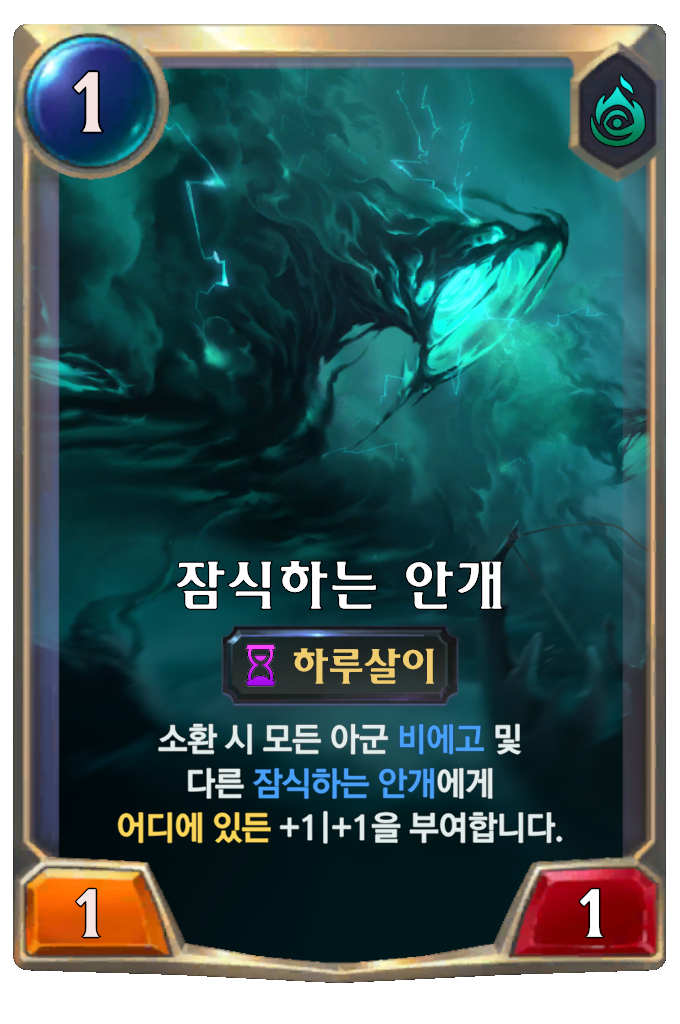 1
잠식하는 안개
하루살이
소환 시 모든 아군 비에고 및
다른 잠식하는 안개에게
어디에 있든 +1|+1을 부여합니다.
1
1